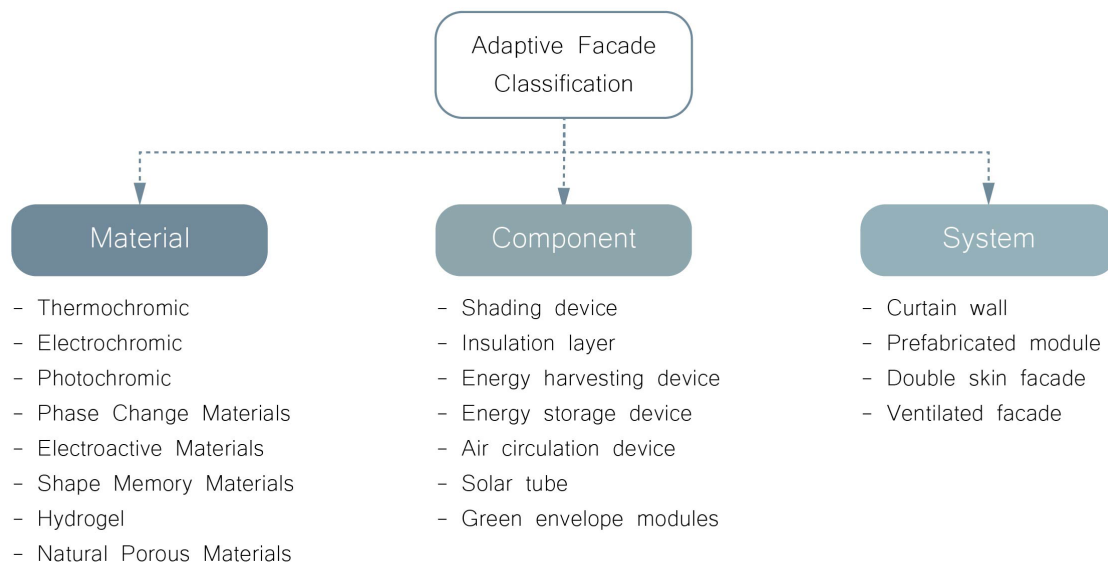 Adaptive Facade
Classification
Material
- Thermochromic
- Electrochromic
- Photochromic
- Phase Change Materials
- Electroactive Materials
- Shape Memory Materials
- Hydrogel
- Natural Porous Materials
Component
- Shading device
- Insulation layer
- Energy harvesting device
- Energy storage device
- Air circulation device
- Solar tube
- Green envelope modules
System
- Curtain wall
- Prefabricated module
- Double skin facade
- Ventilated facade